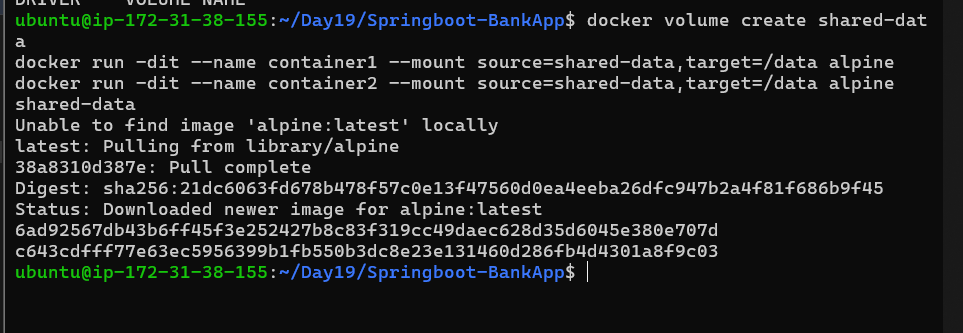 DRIVER VOLUME NAME
ubuntu@ip-172-31-38-155:~/Day19/Springboot-BankApp$ docker volume create shared-dat
a
docker run -dit --name container1 --mount source=shared-data,target=/data alpine
docker run -dit --name container2 --mount source=shared-data,target=/data alpine
shared-data
Unable to find image 'alpine:latest' locally
latest: Pulling from library/alpine
38a8310d387e: Pull complete
Digest: sha256:21dc6063fd678b478f57c0e13f47560d0ea4eeba26dfc947b2a4f81f686b9f45
Status: Downloaded newer image for alpine:latest
6ad92567db43b6ff45f3e252427b8c83f319cc49daec628d35d6045e380e707d
c643cdfff77e63ec5956399b1fb550b3dc8e23e131460d286fb4d4301a8f9c03
ubuntu@ip-172-31-38-155:~/Day19/Springboot-BankApp$